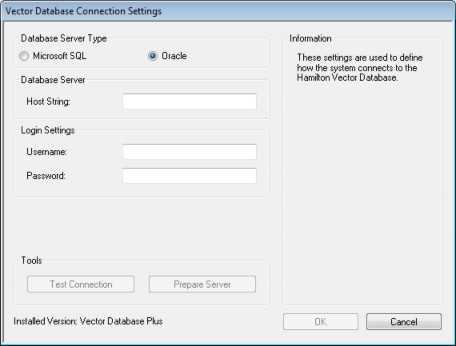 Vector Database Connection Settings
Database Server Type
Microsoft SQL
Oracle
Database Server
Host String:
Login Settings
Username:
Password:
Tools
Test Connection
Prepare Server
Information
These settings are used to define
how the system connects to the
Hamilton Vector Database.
Installed Version: Vector Database Plus
OK
Cancel